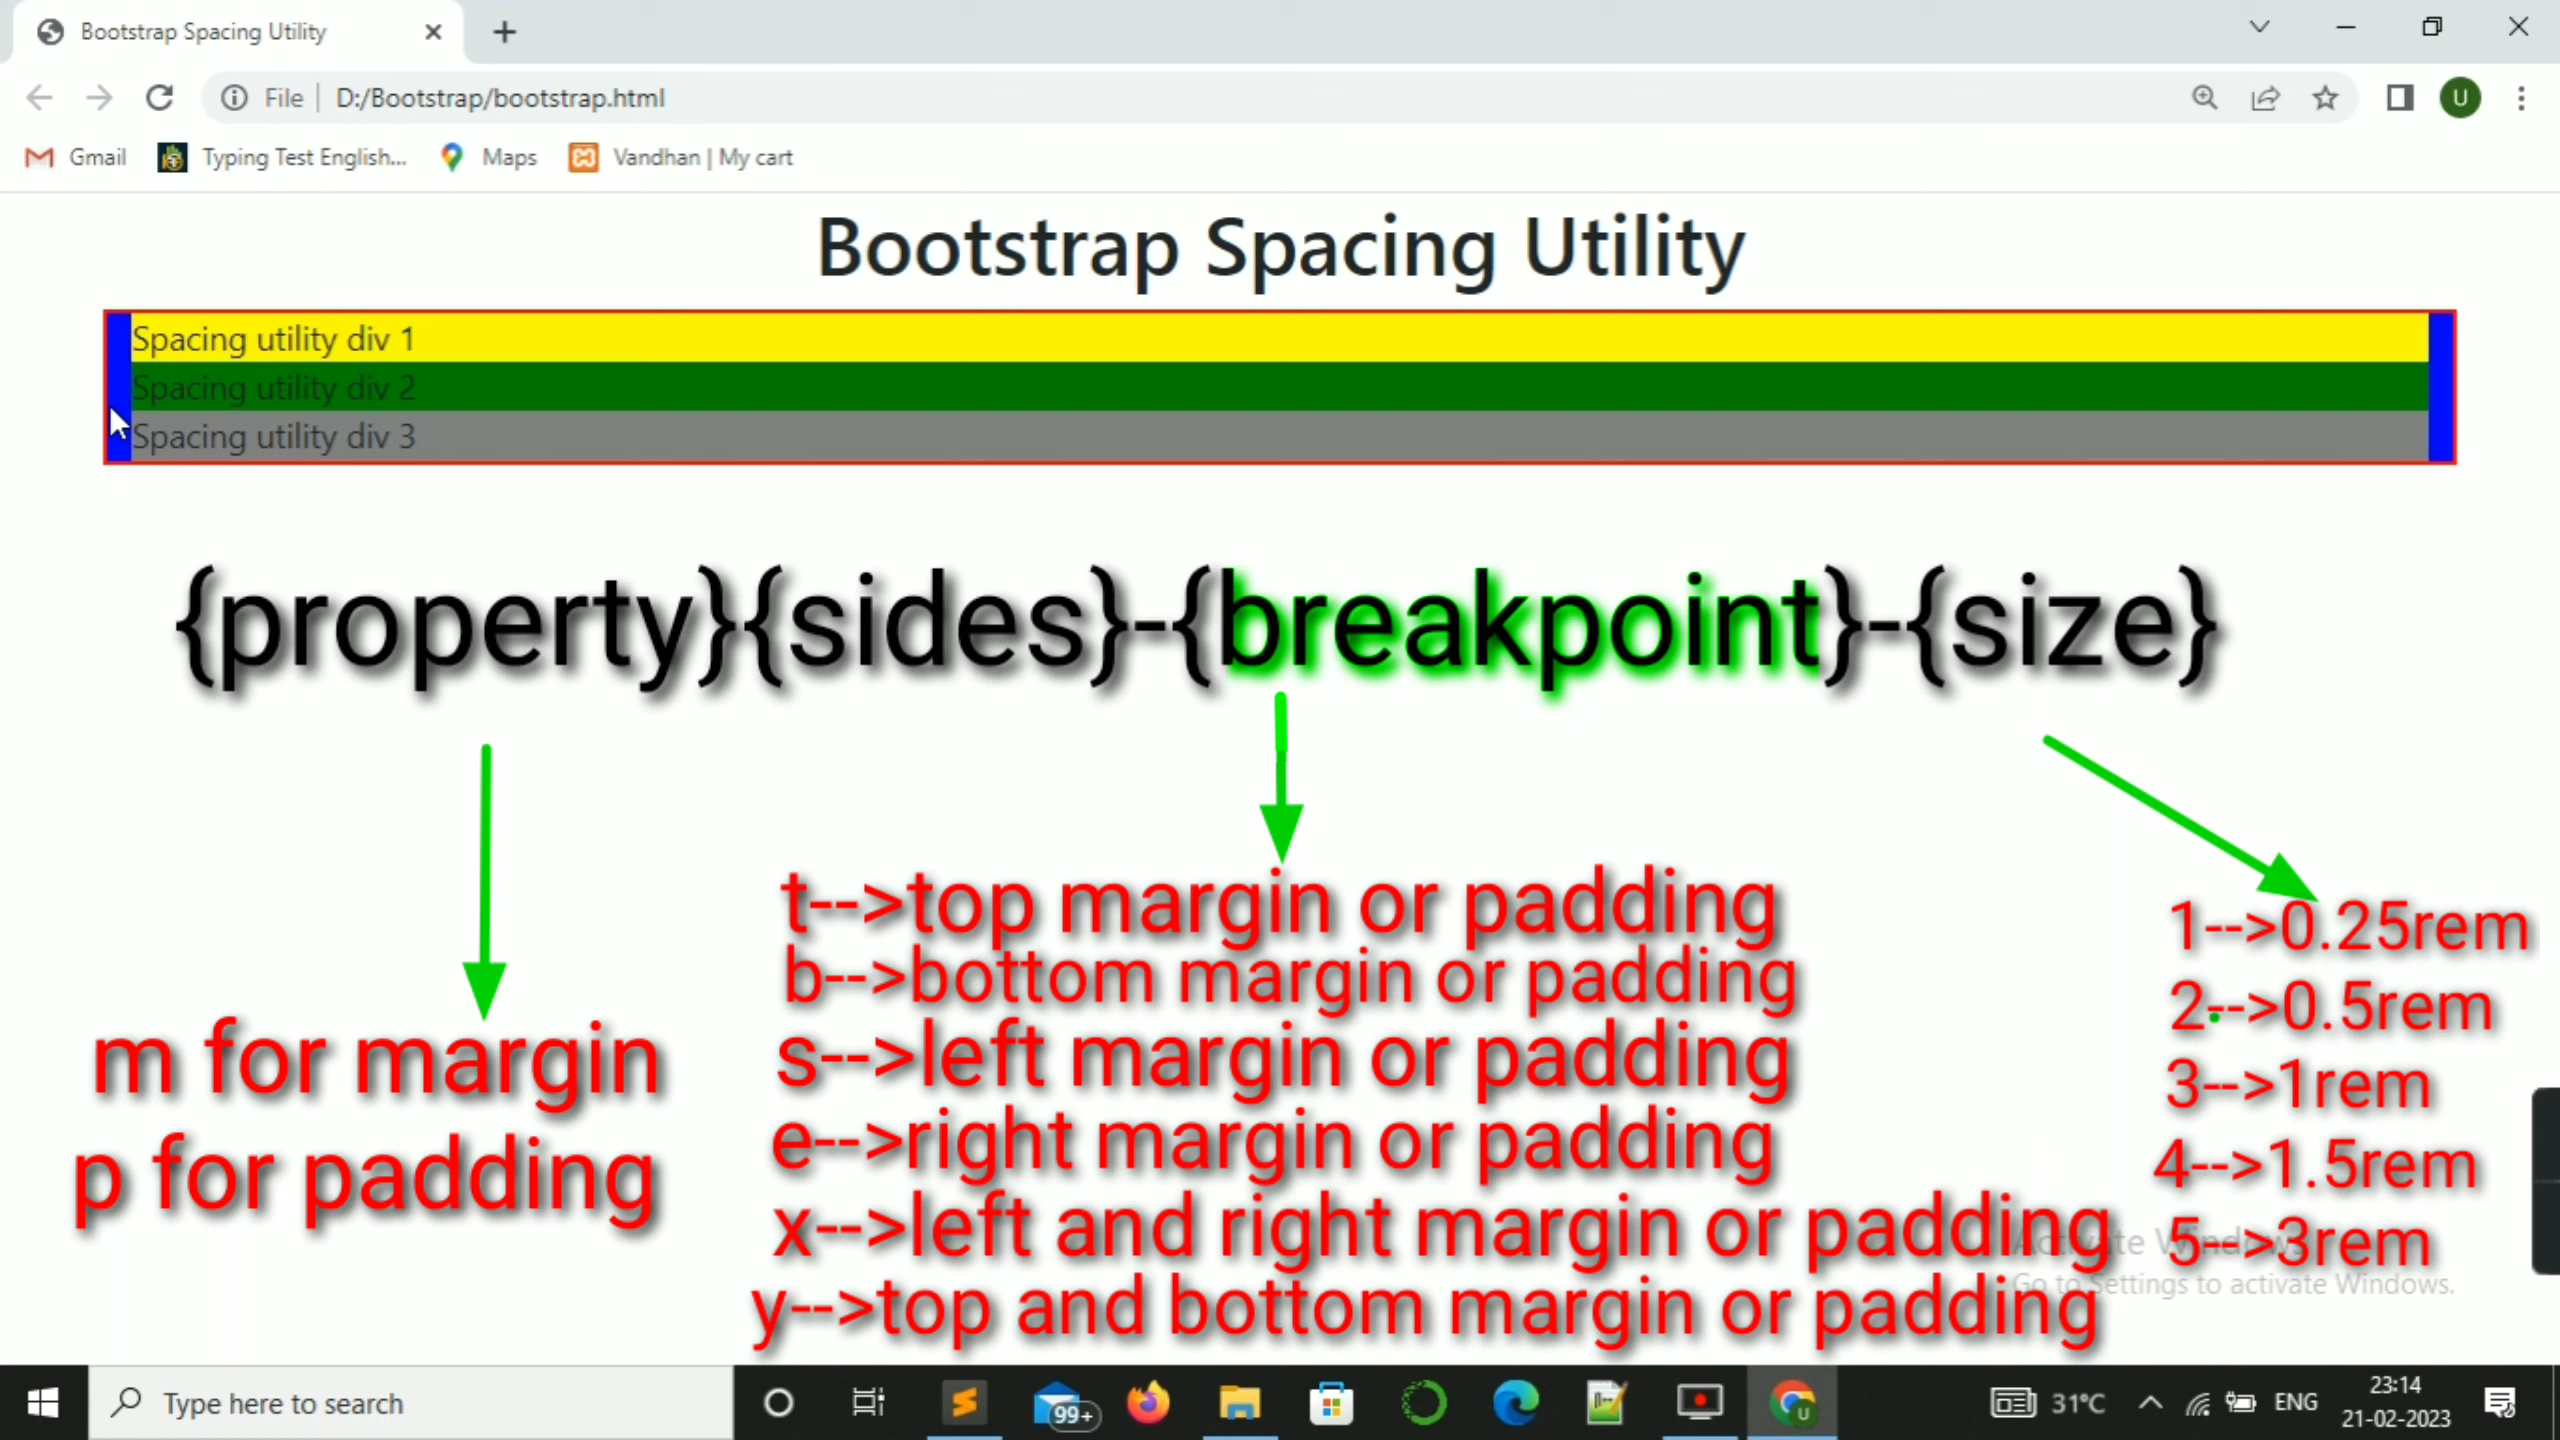 Bootstrap Spacing Utility
File D:/Bootstrap/bootstrap.html
U
Gmail Typing Test English... Maps Vandhan | My cart
Bootstrap Spacing Utility
Spacing utility div 1
Spacing utility div 2
Spacing utility div 3
{property}{sides}-{breakpoint}-{size}
m for margin
p for padding
t-->top margin or padding
b-->bottom margin or padding
s-->left margin or padding
e-->right margin or padding
x-->left and right margin or padding
y-->top and bottom margin or padding
1-->0.25rem
2-->0.5rem
3-->1rem
4-->1.5rem
5-->3rem
Activate Windows
Go to Settings to activate Windows.
Type here to search
99+
U
31°C
ENG
23:14
21-02-2023